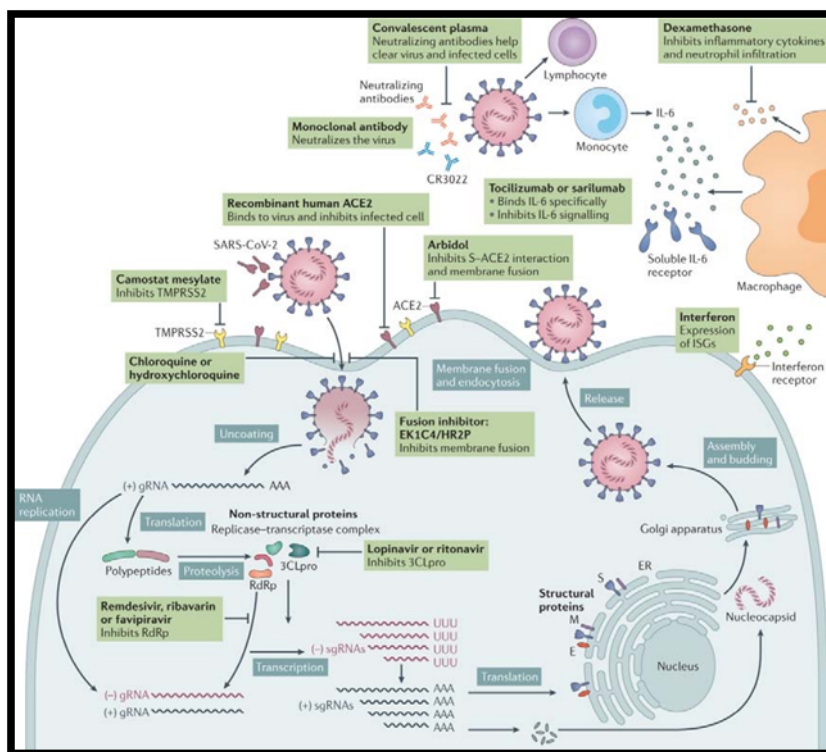 Convalescent plasma
Neutralizing antibodies help
clear virus and infected cells
Dexamethasone
Inhibits inflammatory cytokines
and neutrophil infiltration
Neutralizing
antibodies
Lymphocyte
Monoclonal antibody
Neutralizes the virus
IL-6
Monocyte
CR3022
Recombinant human ACE2
Binds to virus and inhibits infected cell
Tocilizumab or sarilumab
• Binds IL-6 specifically
• Inhibits IL-6 signalling
SARS-CoV-2
Arbidol
Inhibits S–ACE2 interaction
and membrane fusion
Soluble IL-6
receptor
Macrophage
Camostat mesylate
Inhibits TMPRSS2
ACE2
TMPRSS2
Interferon
Expression
of ISGs
Interferon
receptor
Chloroquine or
hydroxychloroquine
Membrane fusion
and endocytosis
Release
Fusion inhibitor:
EK1C4/HR2P
Inhibits membrane fusion
Uncoating
Assembly
and budding
(+) gRNA
AAA
RNA
replication
Non-structural proteins
Replicase–transcriptase complex
Translation
Golgi apparatus
Polypeptides
Proteolysis
3CLpro
RdRp
Lopinavir or ritonavir
Inhibits 3CLpro
ER
S
Structural
proteins
M
E
Nucleocapsid
Remdesivir, ribavarin
or favipiravir
Inhibits RdRp
UUU
UUU
UUU
UUU
(–) sgRNAs
Transcription
Nucleus
Translation
(–) gRNA
(+) gRNA
(+) sgRNAs
AAA
AAA
AAA
AAA